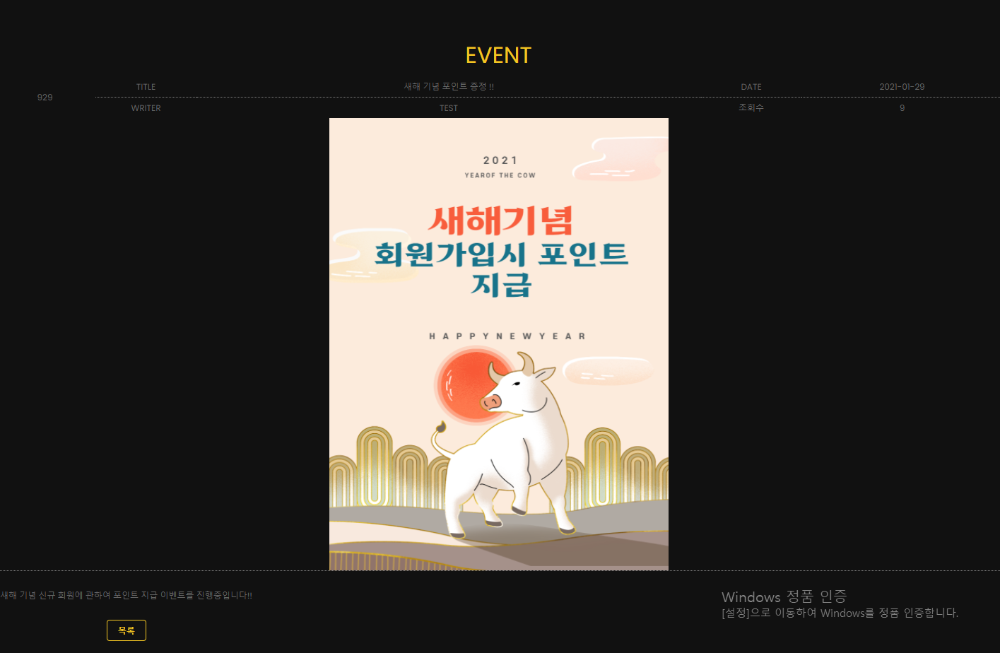 EVENT
929
TITLE
새해 기념 포인트 증정 !!
DATE
2021-01-29
WRITER
TEST
조회수
9
2021
YEAROF THE COW
새해기념
회원가입시 포인트
지급
HAPPYNEWYEAR
새해 기념 신규 회원에 관하여 포인트 지급 이벤트를 진행중입니다!!
목록
Windows 정품 인증
[설정]으로 이동하여 Windows를 정품 인증합니다.